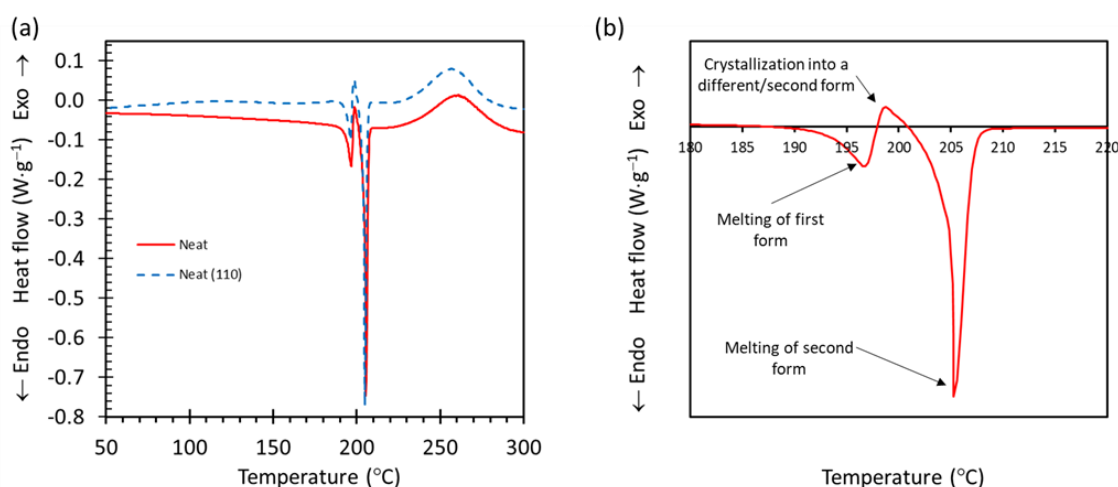 (a)
Exo →
Heat flow (W·g⁻¹)
← Endo
0.1
0.0
-0.1
-0.2
-0.3
-0.4
-0.5
-0.6
-0.7
-0.8
Neat
Neat (110)
50
100
150
200
250
300
Temperature (°C)
(b)
Exo →
Heat flow (W·g⁻¹)
← Endo
Crystallization into a
different/second form
180
185
190
195
200
205
210
215
220
Melting of first
form
Melting of second
form
Temperature (°C)